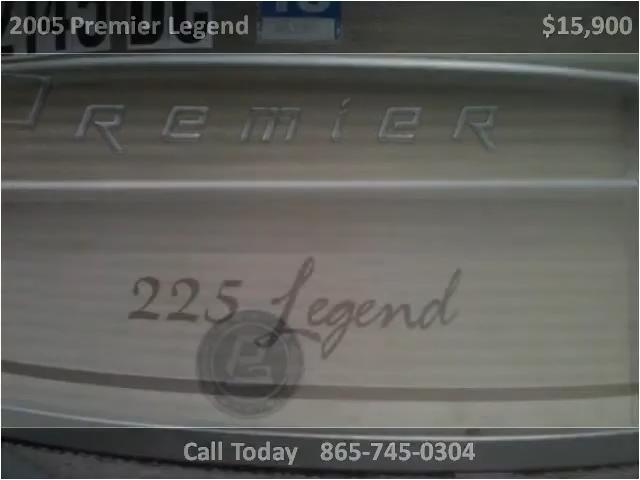 2005 Premier Legend $15,900
PREMIER
225 Legend
Call Today 865-745-0304